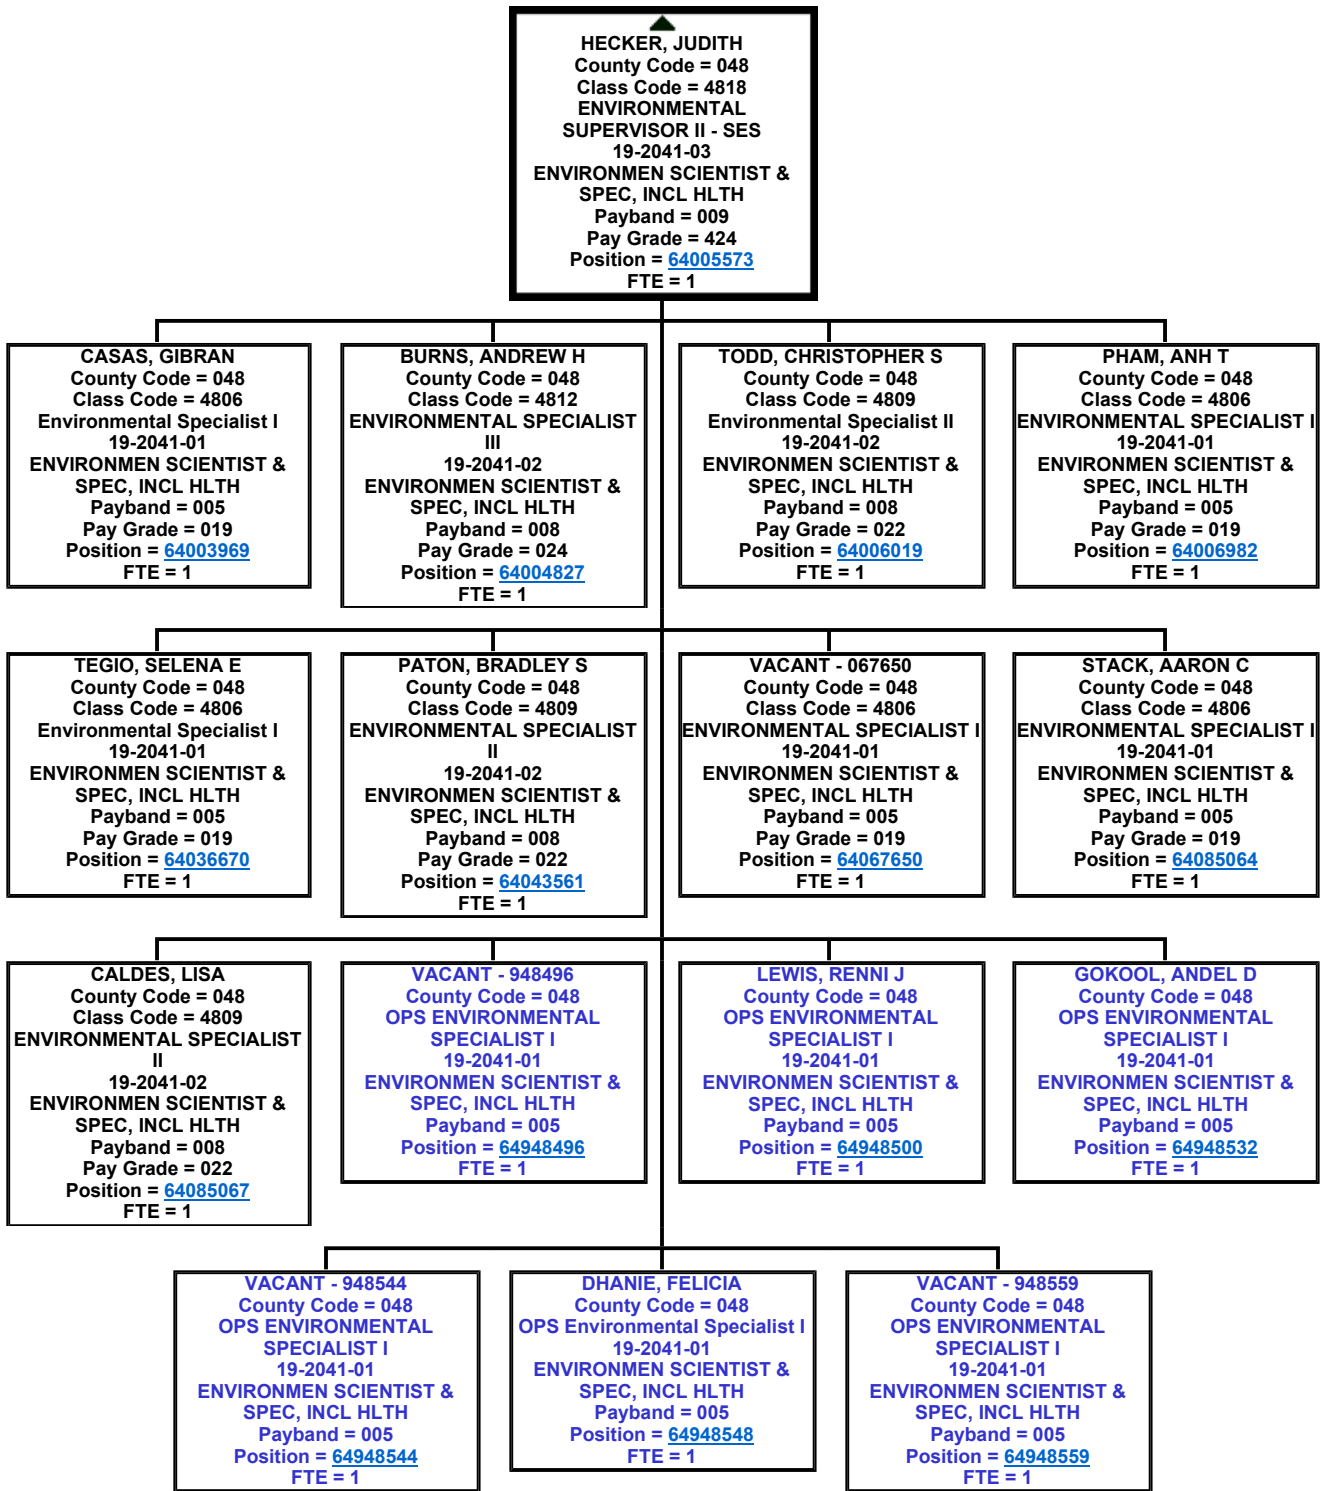 HECKER, JUDITH
County Code = 048
Class Code = 4818
ENVIRONMENTAL
SUPERVISOR II - SES
19-2041-03
ENVIRONMEN SCIENTIST &
SPEC, INCL HLTH
Payband = 009
Pay Grade = 424
Position = 64005573
FTE = 1
CASAS, GIBRAN
County Code = 048
Class Code = 4806
Environmental Specialist I
19-2041-01
ENVIRONMEN SCIENTIST &
SPEC, INCL HLTH
Payband = 005
Pay Grade = 019
Position = 64003969
FTE = 1
BURNS, ANDREW H
County Code = 048
Class Code = 4812
ENVIRONMENTAL SPECIALIST
III
19-2041-02
ENVIRONMEN SCIENTIST &
SPEC, INCL HLTH
Payband = 008
Pay Grade = 024
Position = 64004827
FTE = 1
TODD, CHRISTOPHER S
County Code = 048
Class Code = 4809
Environmental Specialist II
19-2041-02
ENVIRONMEN SCIENTIST &
SPEC, INCL HLTH
Payband = 008
Pay Grade = 022
Position = 64006019
FTE = 1
PHAM, ANH T
County Code = 048
Class Code = 4806
ENVIRONMENTAL SPECIALIST I
19-2041-01
ENVIRONMEN SCIENTIST &
SPEC, INCL HLTH
Payband = 005
Pay Grade = 019
Position = 64006982
FTE = 1
TEGIO, SELENA E
County Code = 048
Class Code = 4806
Environmental Specialist I
19-2041-01
ENVIRONMEN SCIENTIST &
SPEC, INCL HLTH
Payband = 005
Pay Grade = 019
Position = 64036670
FTE = 1
PATON, BRADLEY S
County Code = 048
Class Code = 4809
ENVIRONMENTAL SPECIALIST
II
19-2041-02
ENVIRONMEN SCIENTIST &
SPEC, INCL HLTH
Payband = 008
Pay Grade = 022
Position = 64043561
FTE = 1
VACANT - 067650
County Code = 048
Class Code = 4806
ENVIRONMENTAL SPECIALIST I
19-2041-01
ENVIRONMEN SCIENTIST &
SPEC, INCL HLTH
Payband = 005
Pay Grade = 019
Position = 64067650
FTE = 1
STACK, AARON C
County Code = 048
Class Code = 4806
ENVIRONMENTAL SPECIALIST I
19-2041-01
ENVIRONMEN SCIENTIST &
SPEC, INCL HLTH
Payband = 005
Pay Grade = 019
Position = 64085064
FTE = 1
CALDES, LISA
County Code = 048
Class Code = 4809
ENVIRONMENTAL SPECIALIST
II
19-2041-02
ENVIRONMEN SCIENTIST &
SPEC, INCL HLTH
Payband = 008
Pay Grade = 022
Position = 64085067
FTE = 1
VACANT - 948496
County Code = 048
OPS ENVIRONMENTAL
SPECIALIST I
19-2041-01
ENVIRONMEN SCIENTIST &
SPEC, INCL HLTH
Payband = 005
Position = 64948496
FTE = 1
LEWIS, RENNI J
County Code = 048
OPS ENVIRONMENTAL
SPECIALIST I
19-2041-01
ENVIRONMEN SCIENTIST &
SPEC, INCL HLTH
Payband = 005
Position = 64948500
FTE = 1
GOKOOL, ANDEL D
County Code = 048
OPS ENVIRONMENTAL
SPECIALIST I
19-2041-01
ENVIRONMEN SCIENTIST &
SPEC, INCL HLTH
Payband = 005
Position = 64948532
FTE = 1
VACANT - 948544
County Code = 048
OPS ENVIRONMENTAL
SPECIALIST I
19-2041-01
ENVIRONMEN SCIENTIST &
SPEC, INCL HLTH
Payband = 005
Position = 64948544
FTE = 1
DHANIE, FELICIA
County Code = 048
OPS Environmental Specialist I
19-2041-01
ENVIRONMEN SCIENTIST &
SPEC, INCL HLTH
Payband = 005
Position = 64948548
FTE = 1
VACANT - 948559
County Code = 048
OPS ENVIRONMENTAL
SPECIALIST I
19-2041-01
ENVIRONMEN SCIENTIST &
SPEC, INCL HLTH
Payband = 005
Position = 64948559
FTE = 1